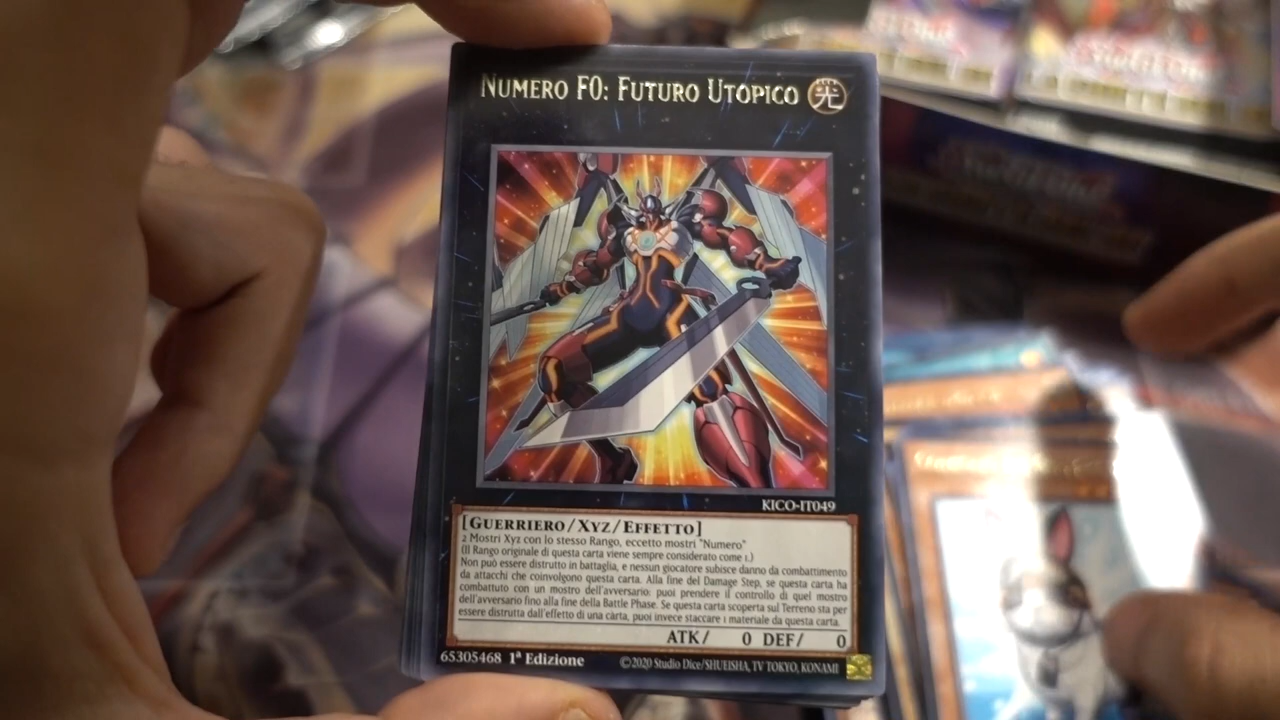 NUMERO F0: FUTURO UTOPICO 光
KICO-IT049
[GUERRIERO/XYZ/EFFETTO]
2 Mostri Xyz con lo stesso Rango, eccetto mostri "Numero"
(Il Rango originale di questa carta viene sempre considerato come 1.)
Non può essere distrutto in battaglia, e nessun giocatore subisce danno da combattimento
da attacchi che coinvolgono questa carta. Alla fine del Damage Step, se questa carta ha
combattuto con un mostro dell'avversario: puoi prendere il controllo di quel mostro
dell'avversario fino alla fine della Battle Phase. Se questa carta scoperta sul Terreno sta per
essere distrutta dall'effetto di una carta, puoi invece staccare 1 materiale da questa carta.
ATK/ 0 DEF/ 0
65305468 1ª Edizione ©2020 Studio Dice/SHUEISHA, TV TOKYO, KONAMI